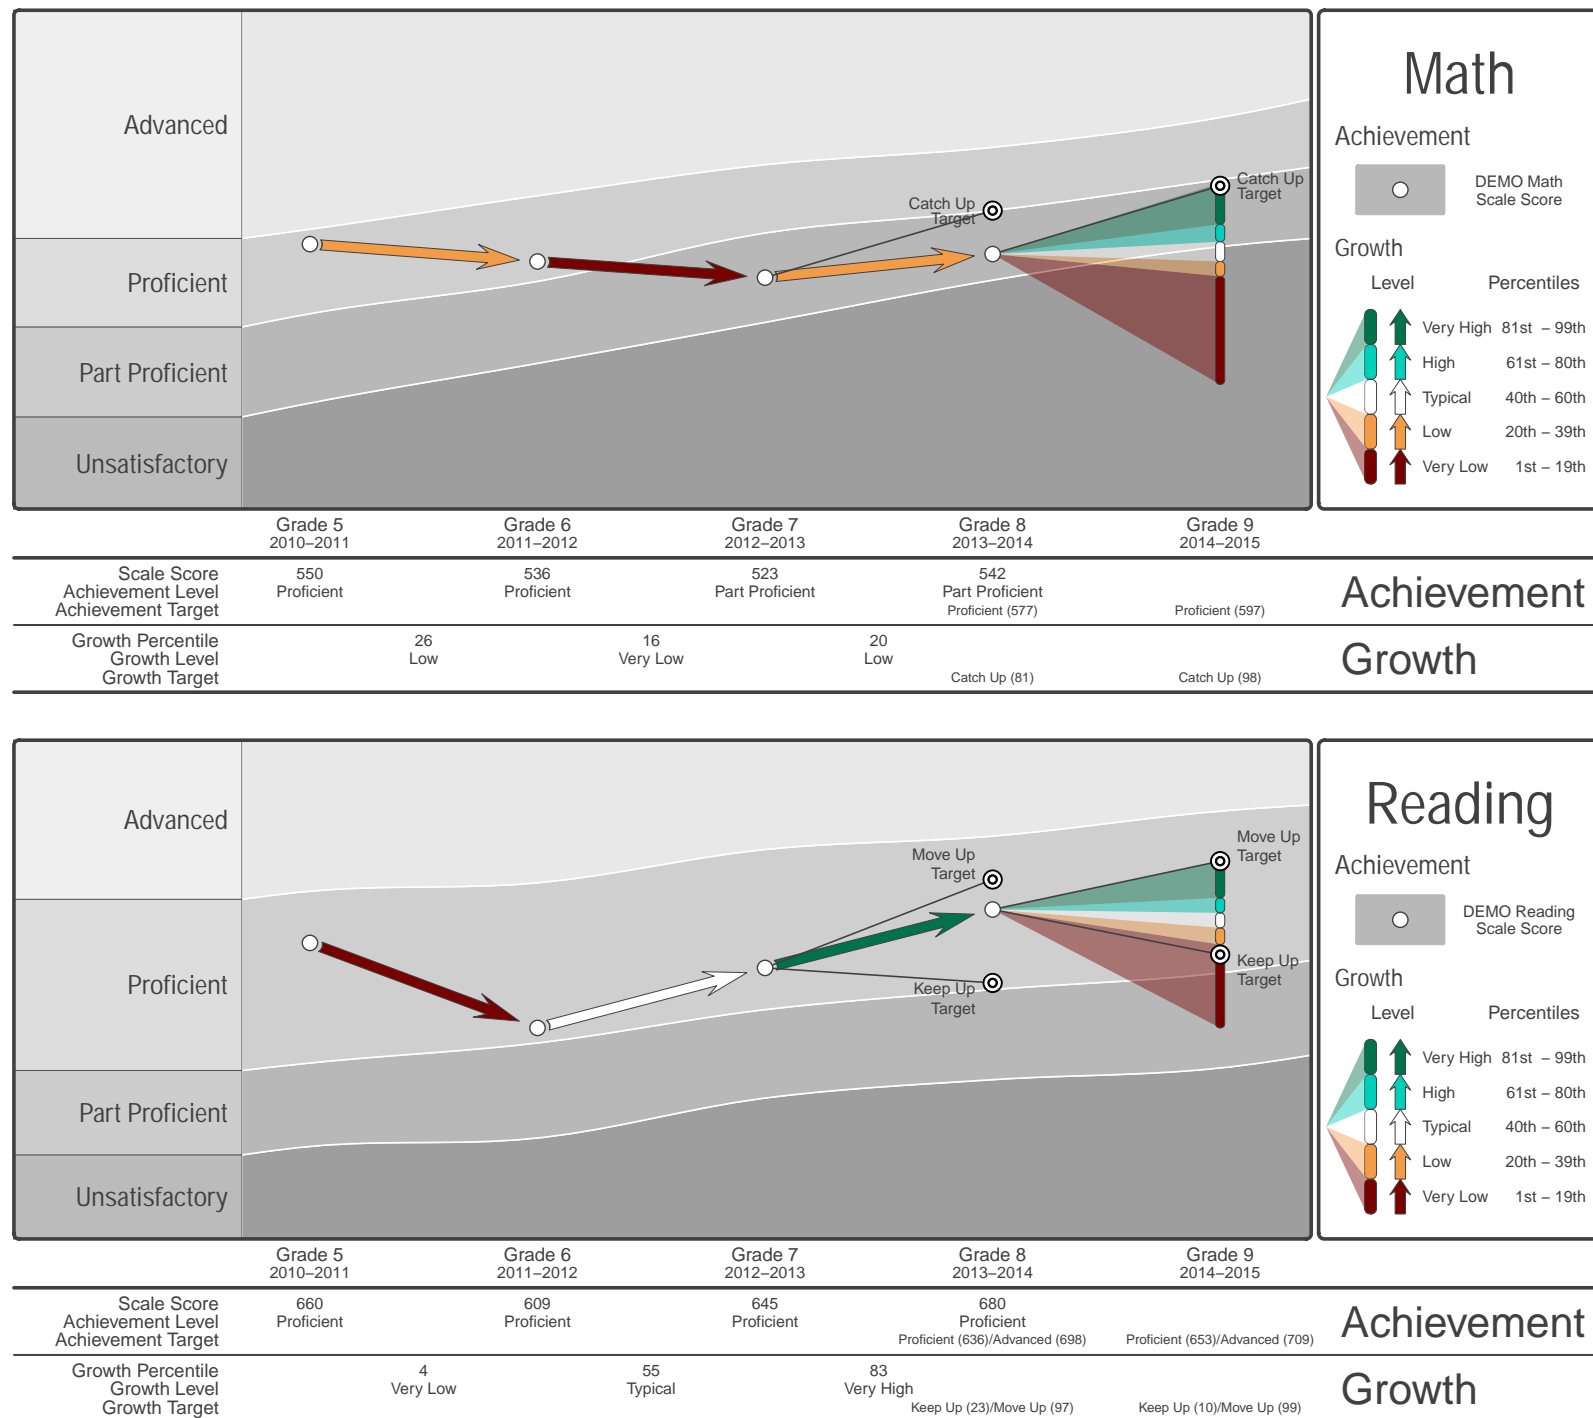 Advanced
Proficient
Part Proficient
Unsatisfactory
Catch Up
Target
Catch Up
Target
Math
Achievement
DEMO Math
Scale Score
Growth
Level Percentiles
Very High 81st – 99th
High 61st – 80th
Typical 40th – 60th
Low 20th – 39th
Very Low 1st – 19th
Grade 5 Grade 6 Grade 7 Grade 8 Grade 9
2010–2011 2011–2012 2012–2013 2013–2014 2014–2015
Scale Score 550 536 523 542
Achievement Level Proficient Proficient Part Proficient Part Proficient
Achievement Target Proficient (577) Proficient (597)
Achievement
Growth Percentile 26 16 20
Growth Level Low Very Low Low
Growth Target Catch Up (81) Catch Up (98)
Growth
Advanced
Proficient
Part Proficient
Unsatisfactory
Move Up
Target
Keep Up
Target
Move Up
Target
Keep Up
Target
Reading
Achievement
DEMO Reading
Scale Score
Growth
Level Percentiles
Very High 81st – 99th
High 61st – 80th
Typical 40th – 60th
Low 20th – 39th
Very Low 1st – 19th
Grade 5 Grade 6 Grade 7 Grade 8 Grade 9
2010–2011 2011–2012 2012–2013 2013–2014 2014–2015
Scale Score 660 609 645 680
Achievement Level Proficient Proficient Proficient Proficient
Achievement Target Proficient (636)/Advanced (698) Proficient (653)/Advanced (709)
Achievement
Growth Percentile 4 55 83
Growth Level Very Low Typical Very High
Growth Target Keep Up (23)/Move Up (97) Keep Up (10)/Move Up (99)
Growth